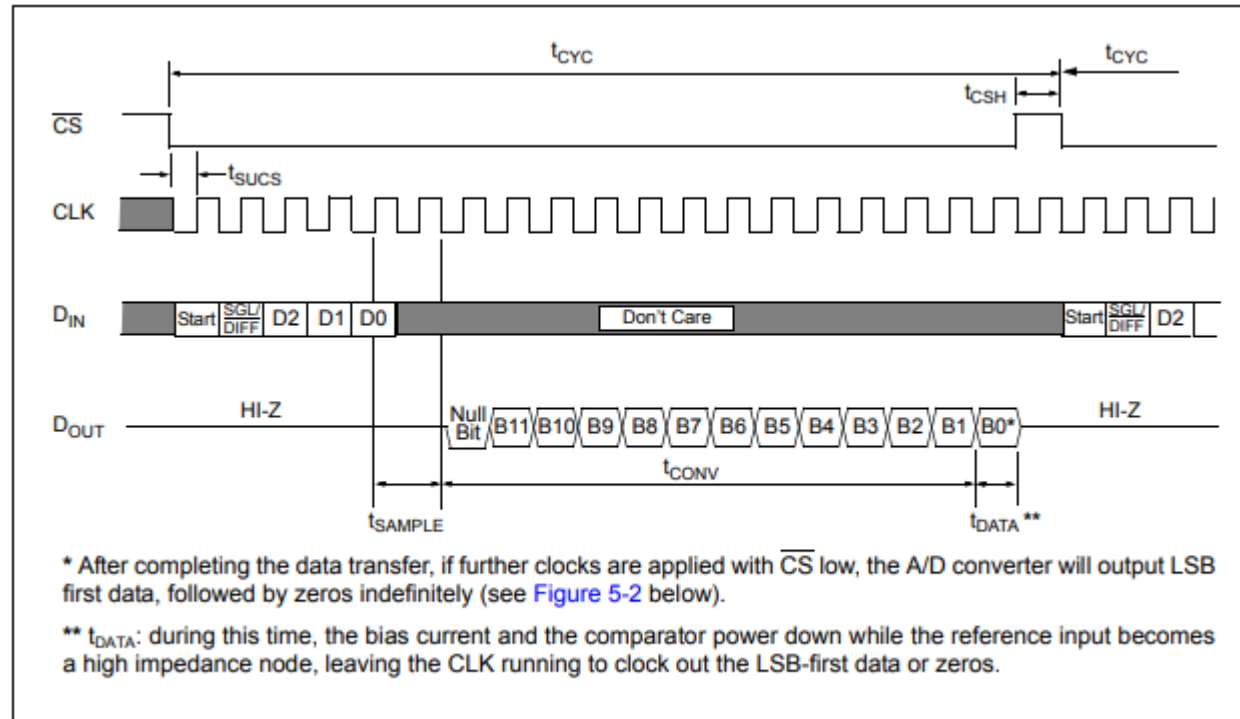 tCYC
tCYC
tCSH
CS
tSUCS
CLK
DIN
Start
SGL/
DIFF
D2
D1
D0
Don't Care
Start
SGL/
DIFF
D2
HI-Z
HI-Z
DOUT
Null
Bit
B11
B10
B9
B8
B7
B6
B5
B4
B3
B2
B1
B0*
tCONV
tSAMPLE
tDATA **
* After completing the data transfer, if further clocks are applied with CS low, the A/D converter will output LSB
first data, followed by zeros indefinitely (see Figure 5-2 below).
** tDATA: during this time, the bias current and the comparator power down while the reference input becomes
a high impedance node, leaving the CLK running to clock out the LSB-first data or zeros.